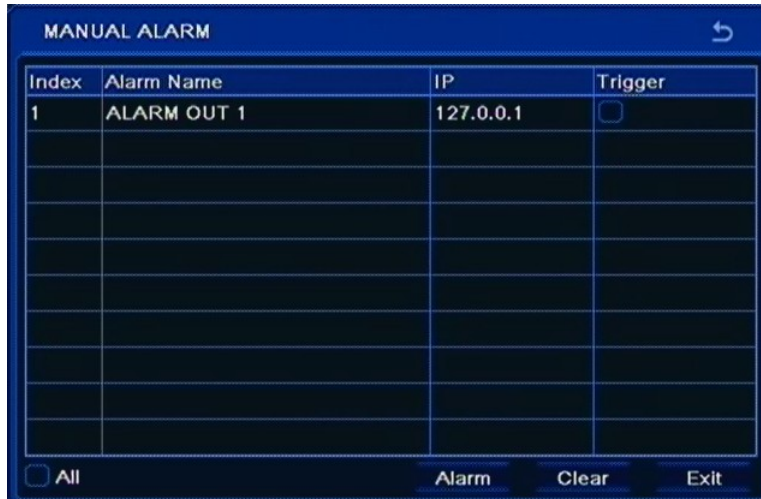 MANUAL ALARM
Index Alarm Name IP Trigger
1 ALARM OUT 1 127.0.0.1
All Alarm Clear Exit